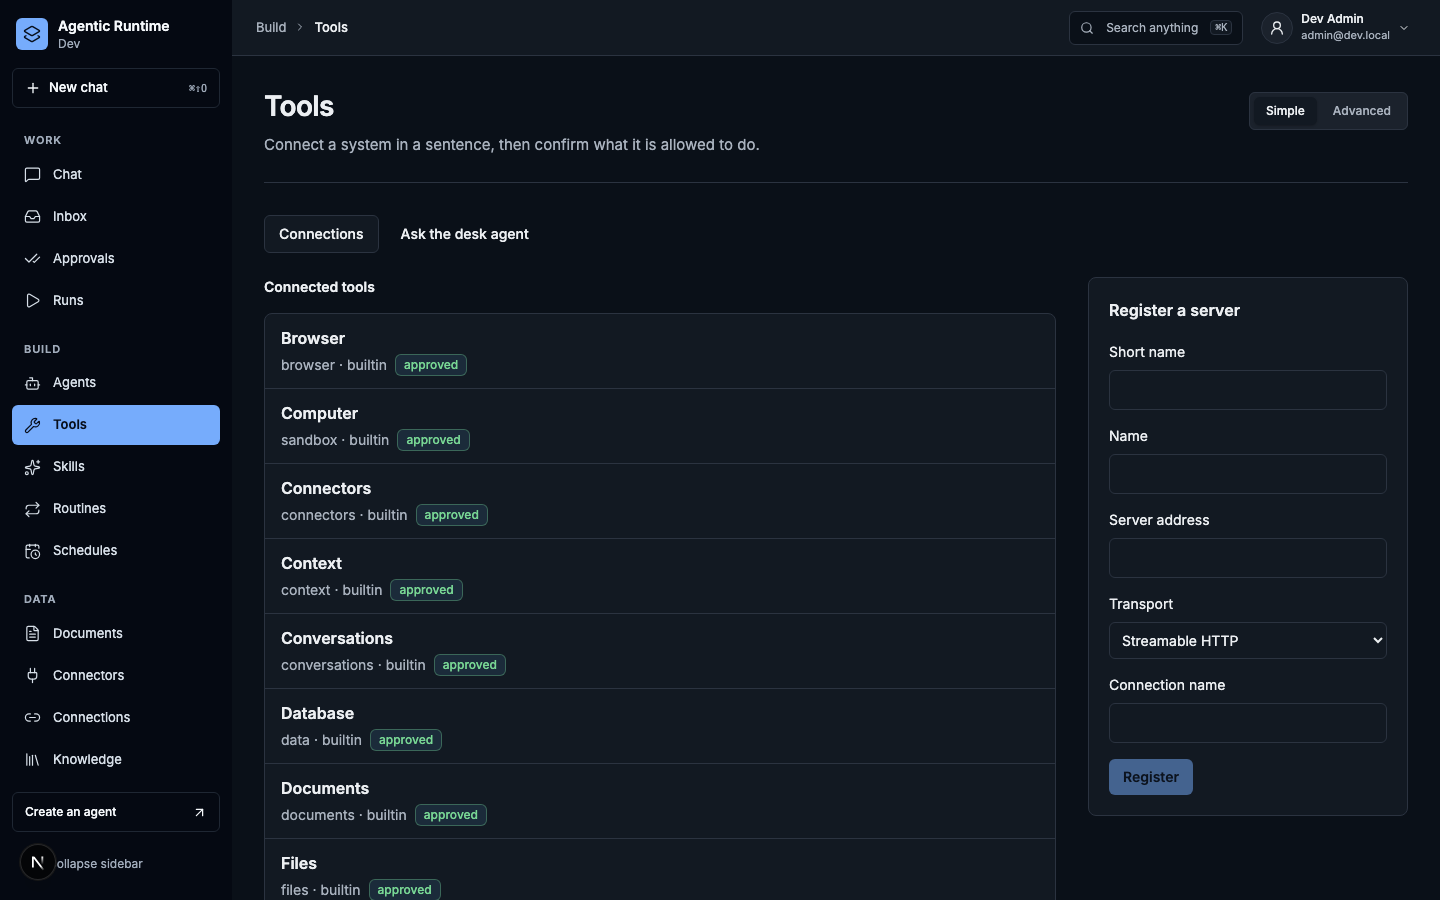 Agentic Runtime
Dev
New chat ⌘⇧O
WORK
Chat
Inbox
Approvals
Runs
BUILD
Agents
Tools
Skills
Routines
Schedules
DATA
Documents
Connectors
Connections
Knowledge
Create an agent
N
ollapse sidebar
Build > Tools
Search anything ⌘K
Dev Admin
admin@dev.local
Tools
Connect a system in a sentence, then confirm what it is allowed to do.
Simple Advanced
Connections Ask the desk agent
Connected tools
Browser
browser · builtin approved
Computer
sandbox · builtin approved
Connectors
connectors · builtin approved
Context
context · builtin approved
Conversations
conversations · builtin approved
Database
data · builtin approved
Documents
documents · builtin approved
Files
files · builtin approved
Register a server
Short name
Name
Server address
Transport
Streamable HTTP
Connection name
Register